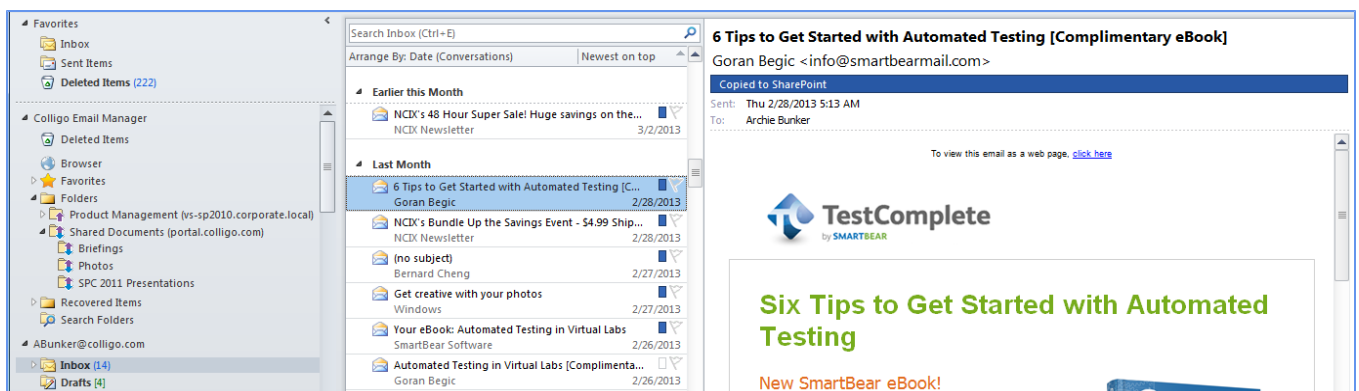 Favorites
Inbox
Sent Items
Deleted Items (222)
Colligo Email Manager
Deleted Items
Browser
Favorites
Folders
Product Management (vs-sp2010.corporate.local)
Shared Documents (portal.colligo.com)
Briefings
Photos
SPC 2011 Presentations
Recovered Items
Search Folders
ABunker@colligo.com
Inbox (14)
Drafts [4]
Search Inbox (Ctrl+E)
Arrange By: Date (Conversations) Newest on top
Earlier this Month
NCIX's 48 Hour Super Sale! Huge savings on the...
NCIX Newsletter 3/2/2013
Last Month
6 Tips to Get Started with Automated Testing [C...
Goran Begic 2/28/2013
NCIX's Bundle Up the Savings Event - $4.99 Ship...
NCIX Newsletter 2/28/2013
(no subject)
Bernard Cheng 2/27/2013
Get creative with your photos
Windows 2/27/2013
Your eBook: Automated Testing in Virtual Labs
SmartBear Software 2/26/2013
Automated Testing in Virtual Labs [Complimenta...
Goran Begic 2/26/2013
6 Tips to Get Started with Automated Testing [Complimentary eBook]
Goran Begic <info@smartbearmail.com>
Copied to SharePoint
Sent: Thu 2/28/2013 5:13 AM
To: Archie Bunker
To view this email as a web page, click here
TestComplete
by SMARTBEAR
Six Tips to Get Started with Automated
Testing
New SmartBear eBook!